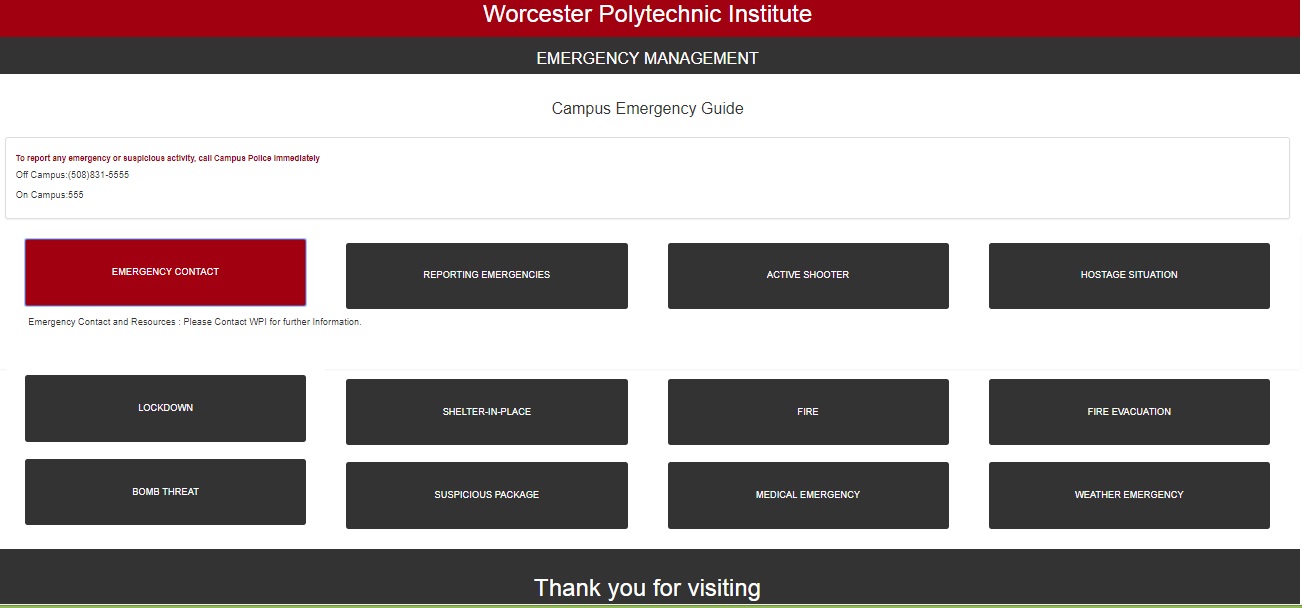 Worcester Polytechnic Institute
EMERGENCY MANAGEMENT
Campus Emergency Guide
To report any emergency or suspicious activity, call Campus Police immediately
Off Campus:(508)831-5555
On Campus:555
EMERGENCY CONTACT
REPORTING EMERGENCIES
ACTIVE SHOOTER
HOSTAGE SITUATION
Emergency Contact and Resources : Please Contact WPI for further Information.
LOCKDOWN
SHELTER-IN-PLACE
FIRE
FIRE EVACUATION
BOMB THREAT
SUSPICIOUS PACKAGE
MEDICAL EMERGENCY
WEATHER EMERGENCY
Thank you for visiting